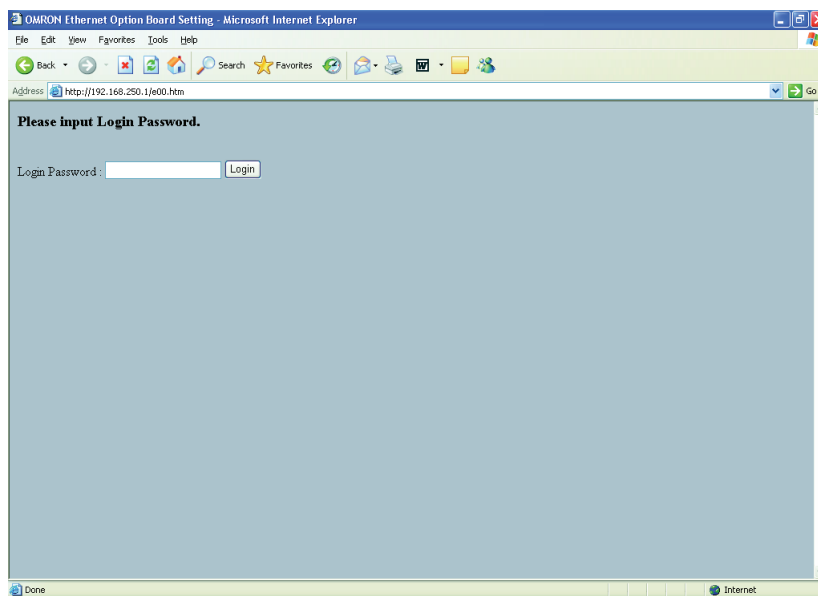 OMRON Ethernet Option Board Setting - Microsoft Internet Explorer
File Edit View Favorites Tools Help
Back Search Favorites
Address http://192.168.250.1/e00.htm Go
Please input Login Password.
Login Password : Login
Done Internet